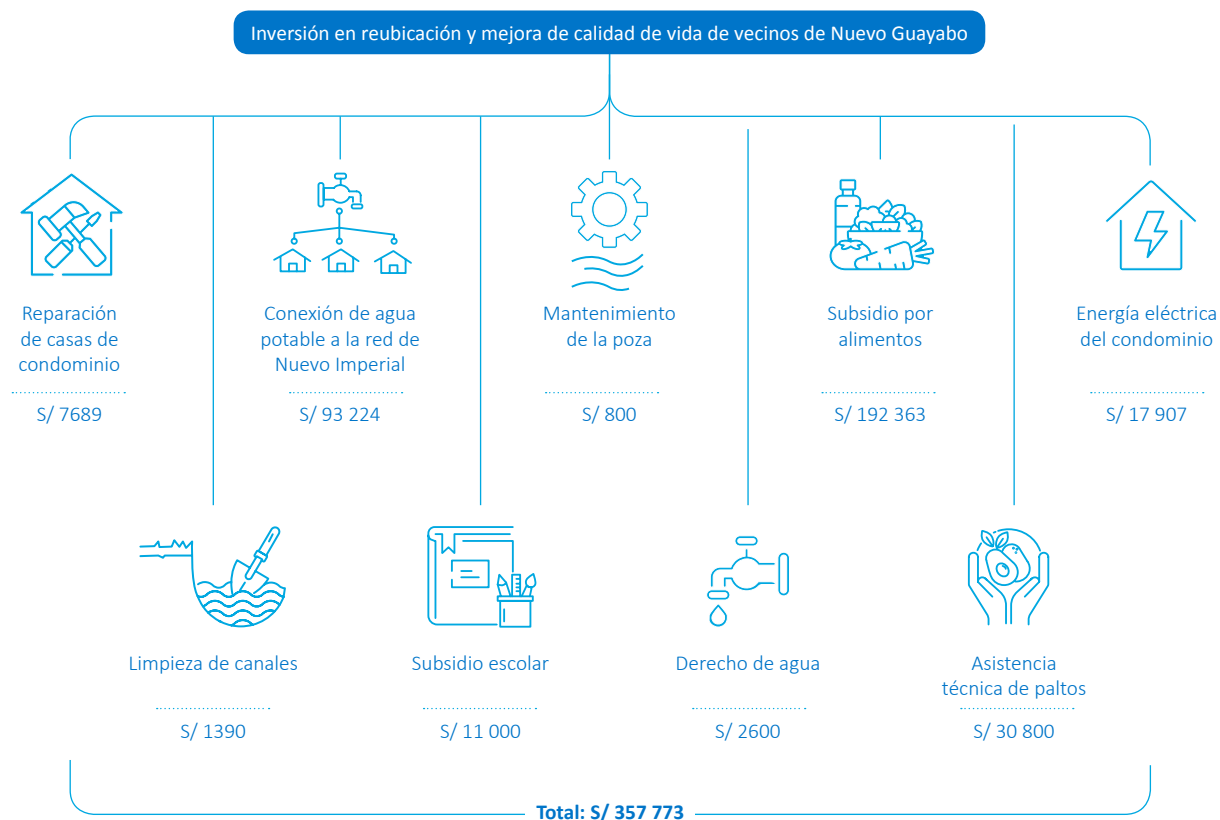 Inversión en reubicación y mejora de calidad de vida de vecinos de Nuevo Guayabo
Reparación
de casas de
condominio
S/ 7689
Conexión de agua
potable a la red de
Nuevo Imperial
S/ 93 224
Mantenimiento
de la poza
S/ 800
Subsidio por
alimentos
S/ 192 363
Energía eléctrica
del condominio
S/ 17 907
Limpieza de canales
S/ 1390
Subsidio escolar
S/ 11 000
Derecho de agua
S/ 2600
Asistencia
técnica de paltos
S/ 30 800
Total: S/ 357 773